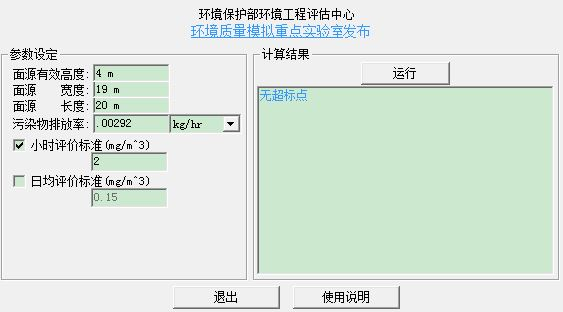 环境保护部环境工程评估中心
环境质量模拟重点实验室发布
参数设定
面源有效高度: 4 m
面源 宽度: 19 m
面源 长度: 20 m
污染物排放率: .00292 kg/hr
小时评价标准(mg/m^3)
2
日均评价标准(mg/m^3)
0.15
计算结果
运行
无超标点
退出
使用说明